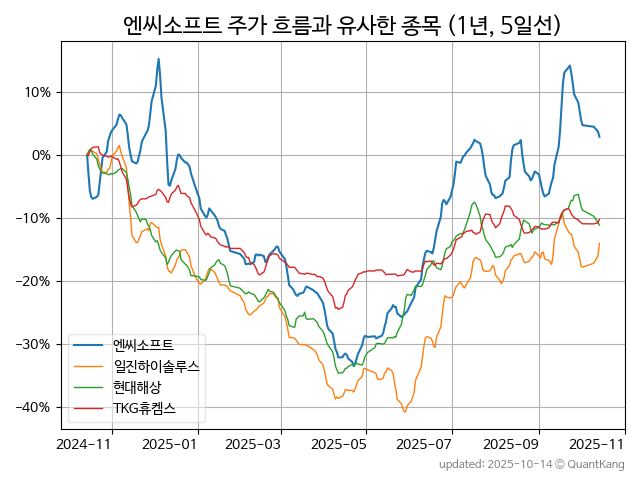 엔씨소프트 주가 흐름과 유사한 종목 (1년, 5일선)
10%
0%
−10%
−20%
−30%
−40%
엔씨소프트
일진하이솔루스
현대해상
TKG휴켐스
2024-11
2025-01
2025-03
2025-05
2025-07
2025-09
2025-11
updated: 2025-10-14 © QuantKang